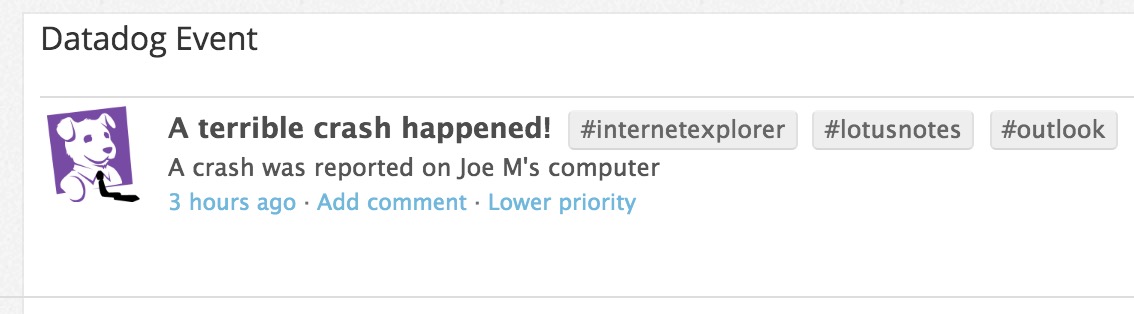 Datadog Event
A terrible crash happened! #internetexplorer #lotusnotes #outlook
A crash was reported on Joe M's computer
3 hours ago · Add comment · Lower priority